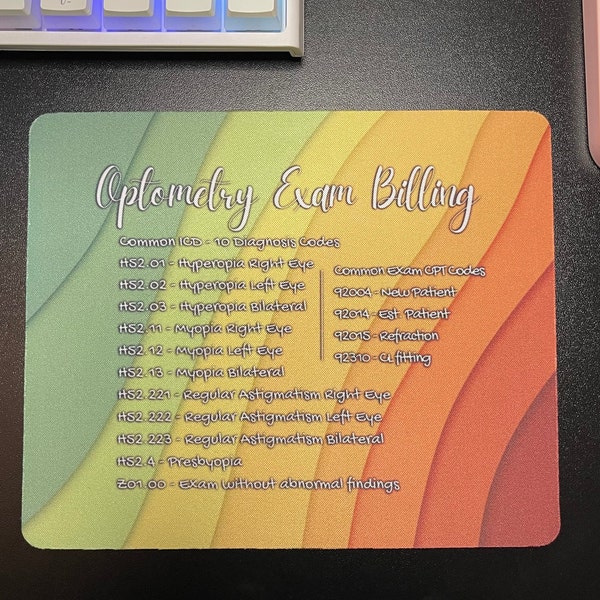 Optometry Exam Billing
Common ICD - 10 Diagnosis Codes
H52.01 - Hyperopia Right Eye
H52.02 - Hyperopia Left Eye
H52.03 - Hyperopia Bilateral
H52.11 - Myopia Right Eye
H52.12 - Myopia Left Eye
H52.13 - Myopia Bilateral
H52.221 - Regular Astigmatism Right Eye
H52.222 - Regular Astigmatism Left Eye
H52.223 - Regular Astigmatism Bilateral
H52.4 - Presbyopia
Z01.00 - Exam without abnormal findings
Common Exam CPT Codes
92004 - New Patient
92014 - Est. Patient
92015 - Refraction
92310 - CL fitting